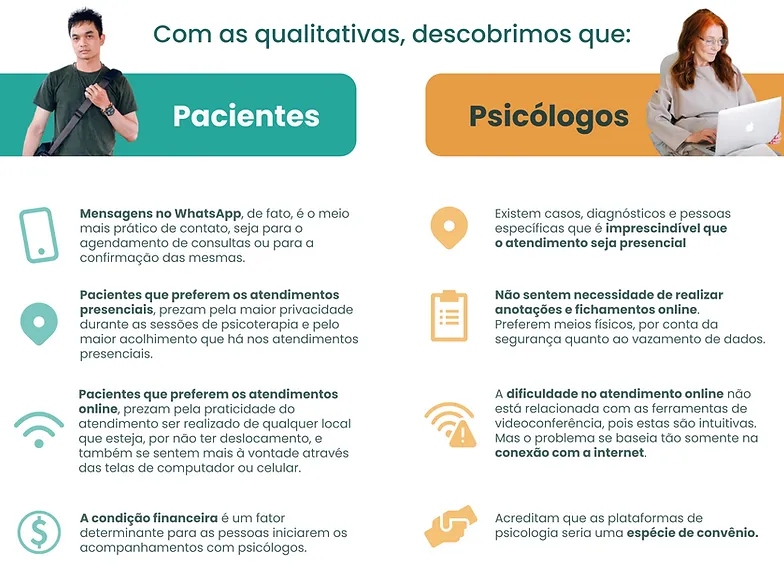 Com as qualitativas, descobrimos que:
Pacientes
Mensagens no WhatsApp, de fato, é o meio
mais prático de contato, seja para o
agendamento de consultas ou para a
confirmação das mesmas.
Pacientes que preferem os atendimentos
presenciais, prezam pela maior privacidade
durante as sessões de psicoterapia e pelo
maior acolhimento que há nos atendimentos
presenciais.
Pacientes que preferem os atendimentos
online, prezam pela praticidade do
atendimento ser realizado de qualquer local
que esteja, por não ter deslocamento, e
também se sentem mais à vontade através
das telas de computador ou celular.
$
A condição financeira é um fator
determinante para as pessoas iniciarem os
acompanhamentos com psicólogos.
Psicólogos
Existem casos, diagnósticos e pessoas
específicas que é imprescindível que
o atendimento seja presencial
Não sentem necessidade de realizar
anotações e fichamentos online.
Preferem meios físicos, por conta da
segurança quanto ao vazamento de dados.
A dificuldade no atendimento online não
está relacionada com as ferramentas de
videoconferência, pois estas são intuitivas.
Mas o problema se baseia tão somente na
conexão com a internet.
Acreditam que as plataformas de
psicologia seria uma espécie de convênio.